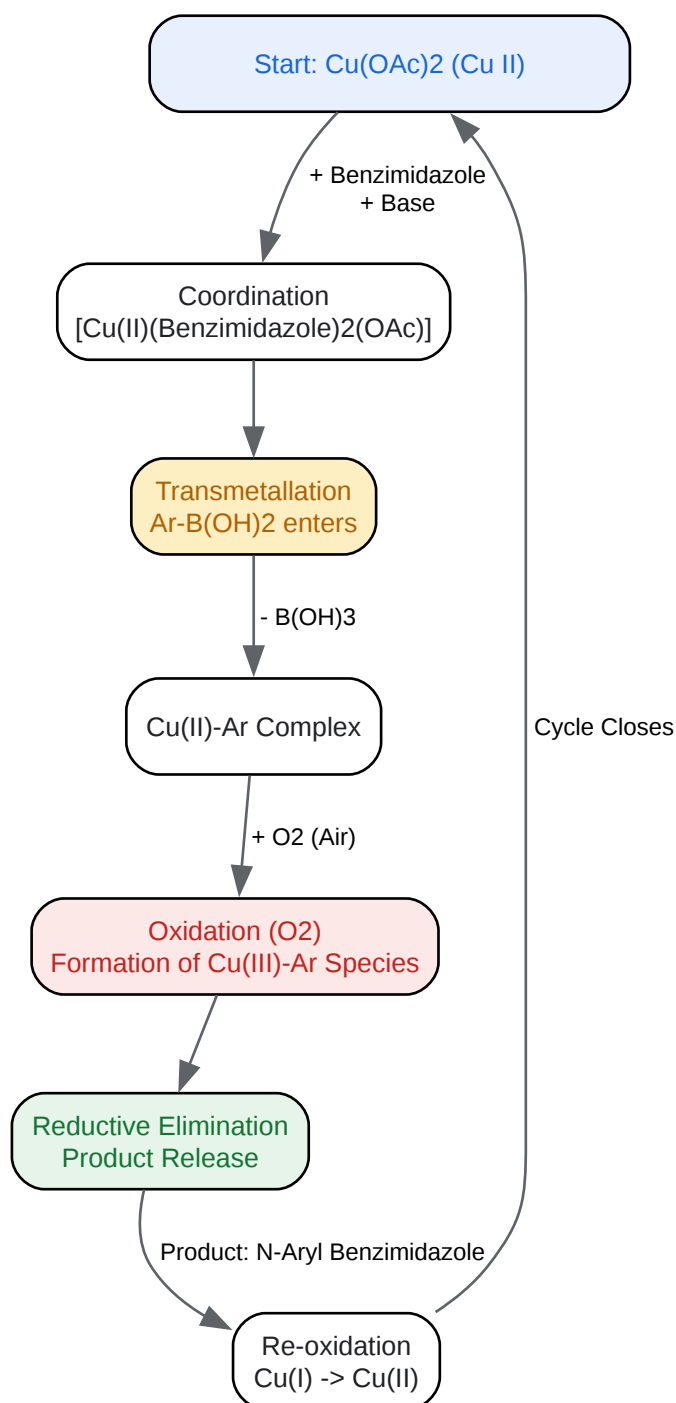 Start: Cu(OAc)2 (Cu II)
+ Benzimidazole
+ Base
Coordination
[Cu(II)(Benzimidazole)2(OAc)]
Transmetallation
Ar-B(OH)2 enters
- B(OH)3
Cu(II)-Ar Complex
Cycle Closes
+ O2 (Air)
Oxidation (O2)
Formation of Cu(III)-Ar Species
Reductive Elimination
Product Release
Product: N-Aryl Benzimidazole
Re-oxidation
Cu(I) -> Cu(II)